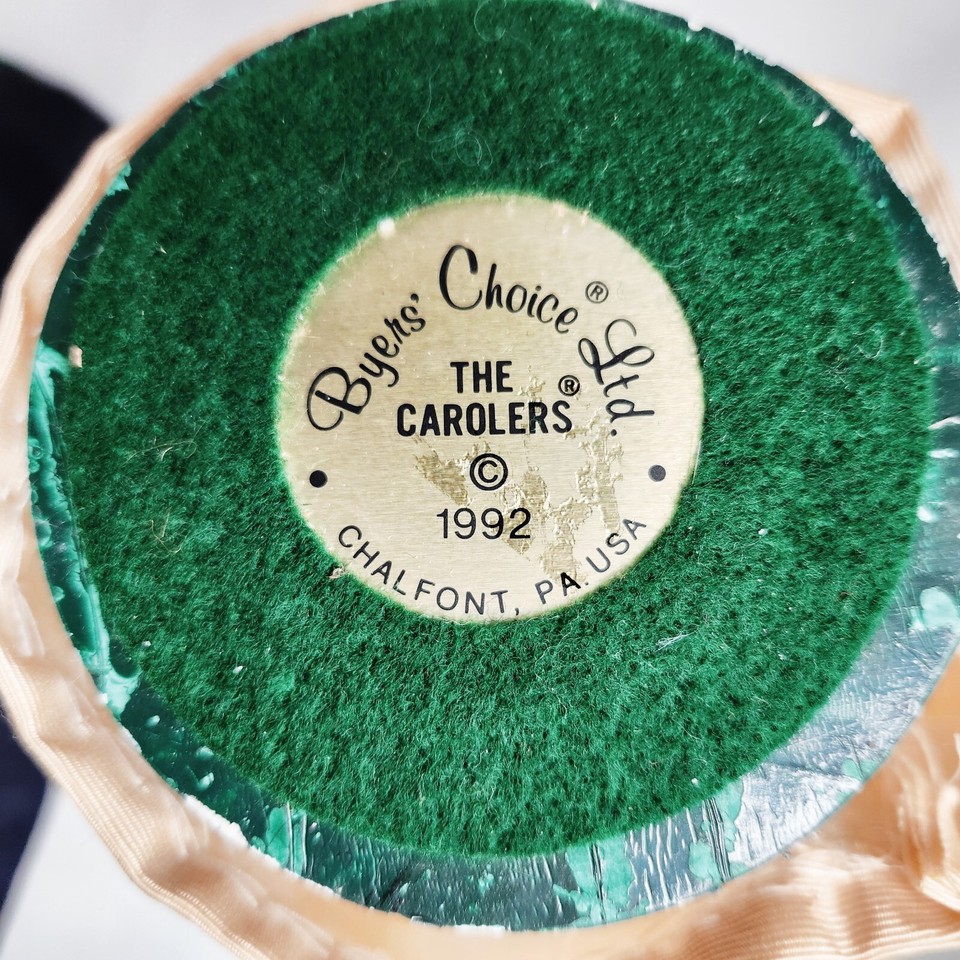 Byers' Choice® Ltd.
THE
CAROLERS®
©
1992
CHALFONT, PA. USA